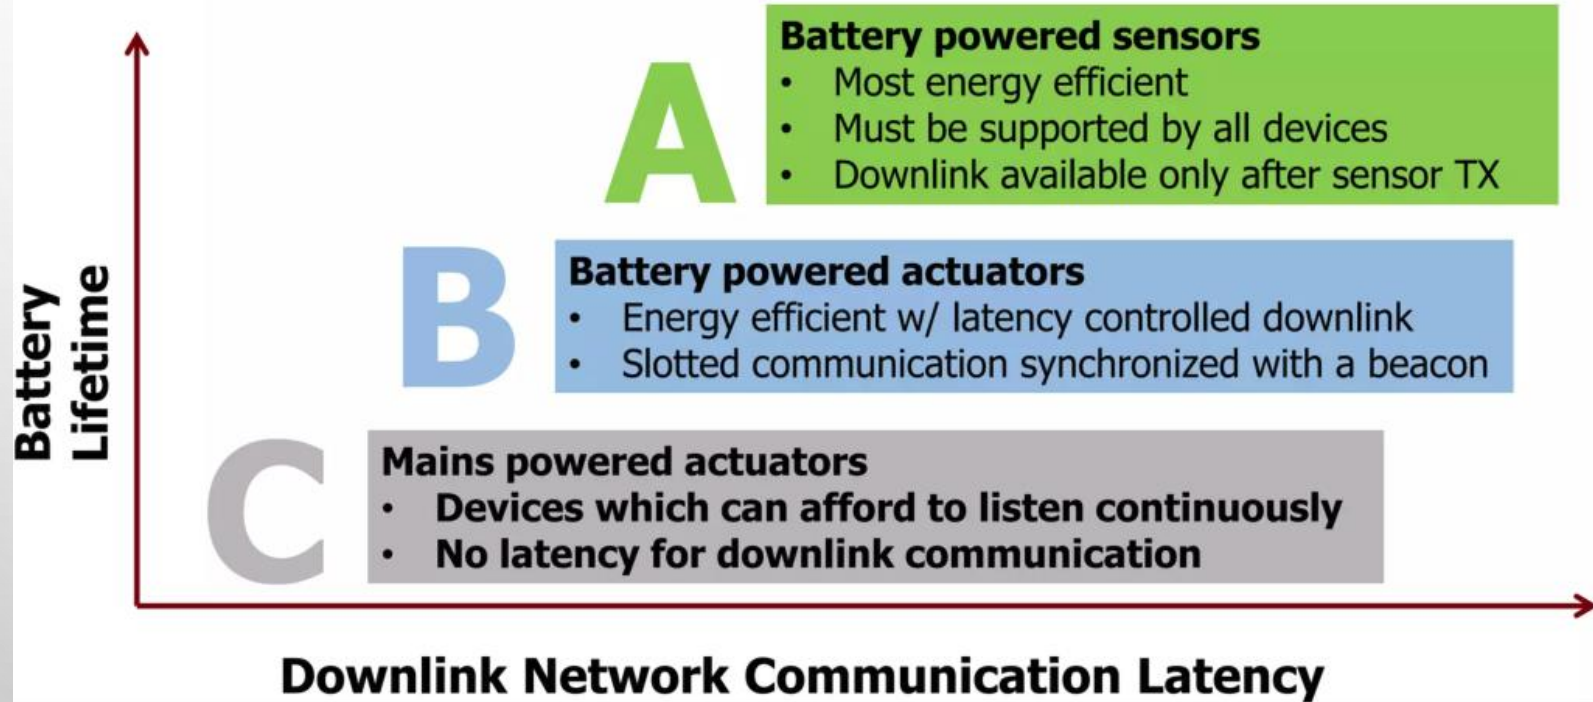 A
Battery powered sensors
• Most energy efficient
• Must be supported by all devices
• Downlink available only after sensor TX
B
Battery powered actuators
• Energy efficient w/ latency controlled downlink
• Slotted communication synchronized with a beacon
C
Mains powered actuators
• Devices which can afford to listen continuously
• No latency for downlink communication
Battery
Lifetime
Downlink Network Communication Latency